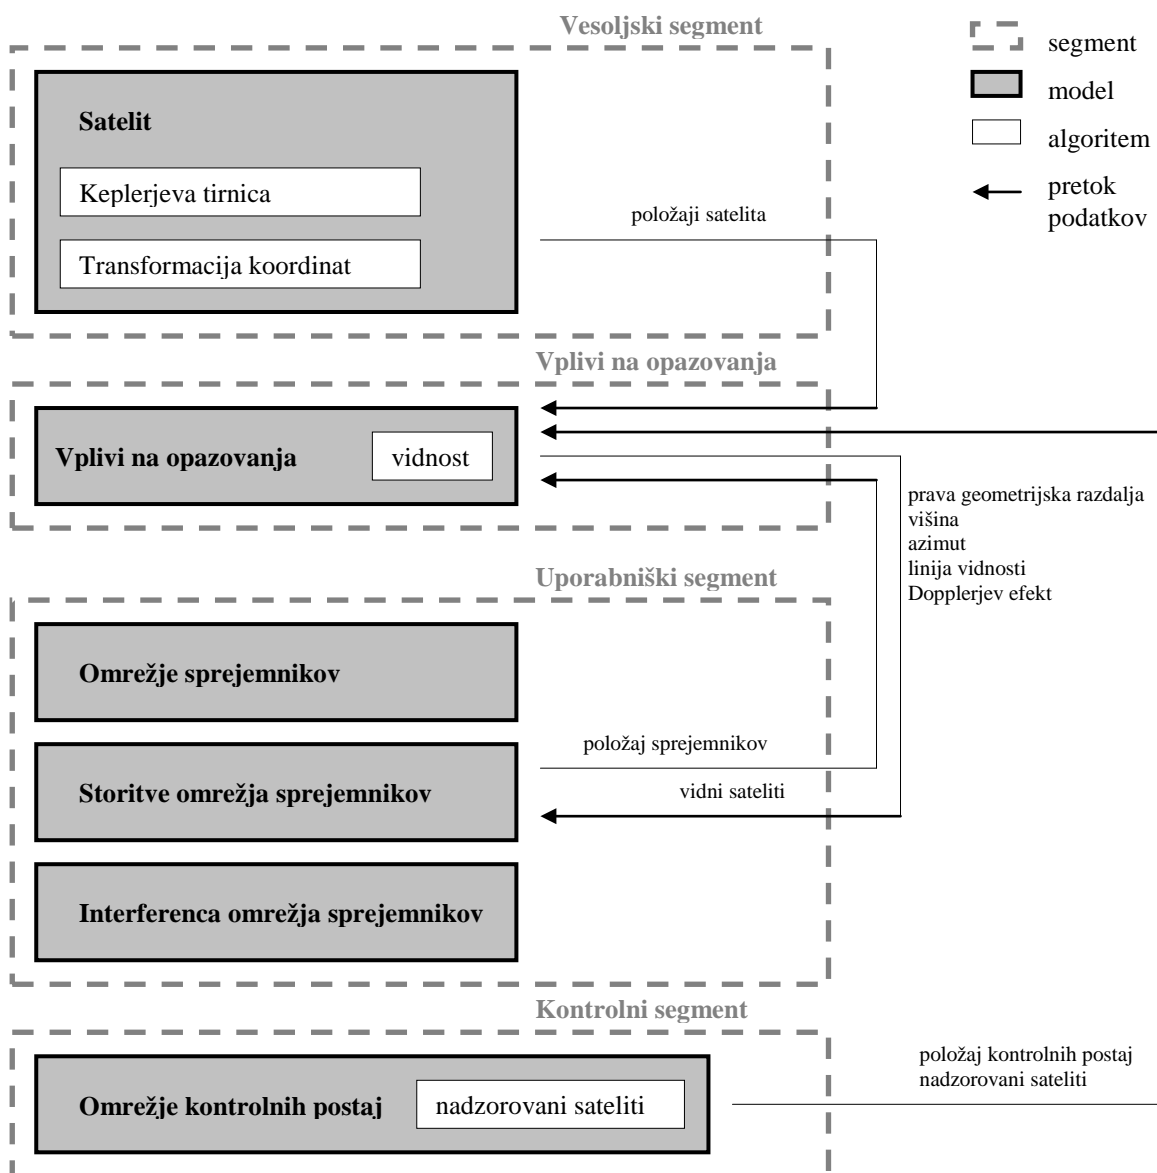 Vesoljski segment
segment
model
algoritem
pretok
podatkov
Satelit
Keplerjeva tirnica
Transformacija koordinat
položaji satelita
Vplivi na opazovanja
Vplivi na opazovanja
vidnost
prava geometrijska razdalja
višina
azimut
linija vidnosti
Dopplerjev efekt
Uporabniški segment
Omrežje sprejemnikov
položaj sprejemnikov
Storitve omrežja sprejemnikov
vidni sateliti
Interferenca omrežja sprejemnikov
Kontrolni segment
Omrežje kontrolnih postaj
nadzorovani sateliti
položaj kontrolnih postaj
nadzorovani sateliti